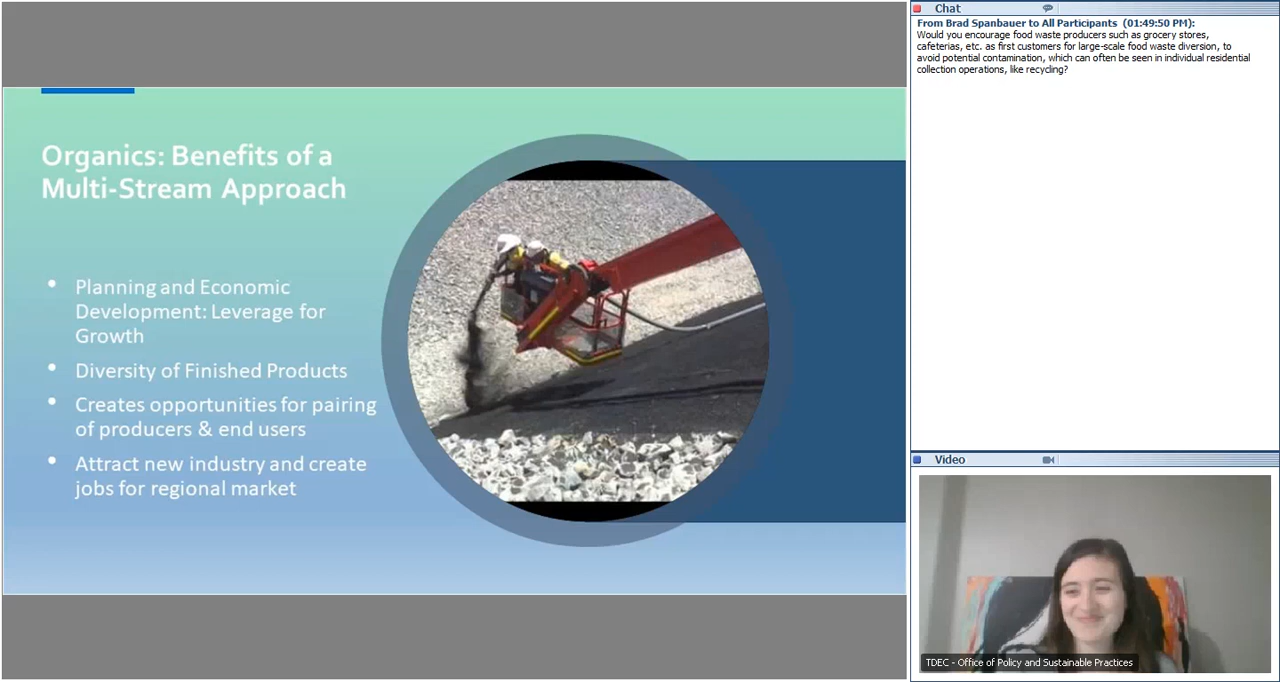 Organics: Benefits of a
Multi-Stream Approach
• Planning and Economic
Development: Leverage for
Growth
• Diversity of Finished Products
• Creates opportunities for pairing
of producers & end users
• Attract new industry and create
jobs for regional market
Chat
From Brad Spanbauer to All Participants (01:49:50 PM):
Would you encourage food waste producers such as grocery stores,
cafeterias, etc. as first customers for large-scale food waste diversion, to
avoid potential contamination, which can often be seen in individual residential
collection operations, like recycling?
Video
TDEC - Office of Policy and Sustainable Practices